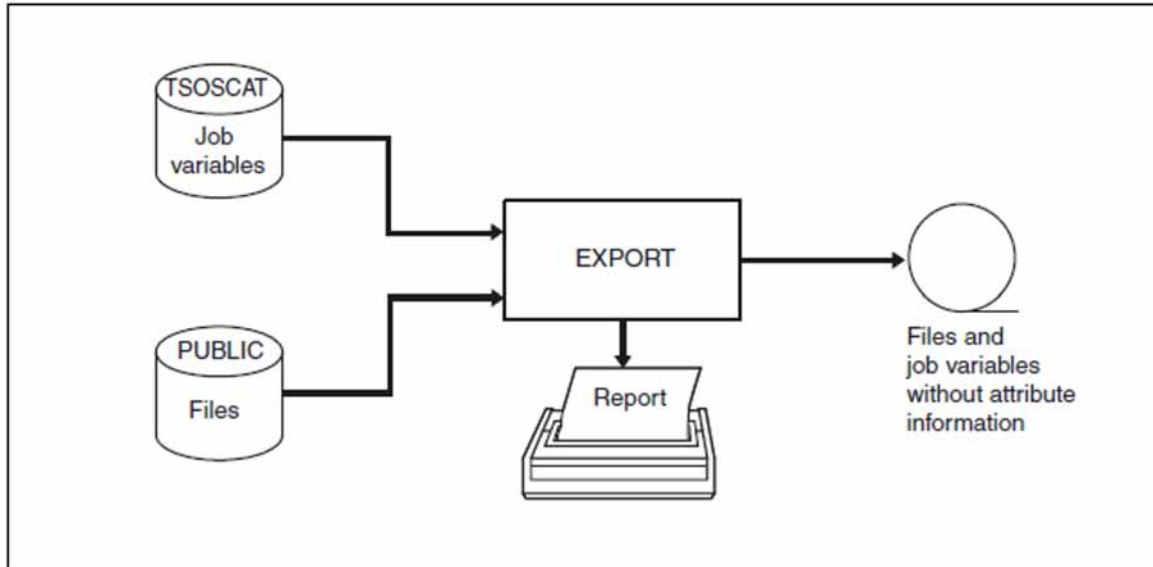 TSOSCAT
Job
variables
EXPORT
PUBLIC
Files
Report
Files and
job variables
without attribute
information